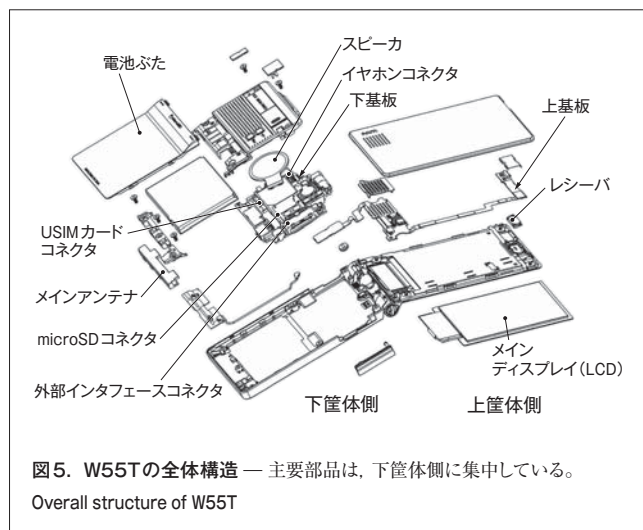 スピーカ
電池ぶた
イヤホンコネクタ
下基板
上基板
レシーバ
USIMカード
コネクタ
メインアンテナ
microSDコネクタ
メイン
ディスプレイ(LCD)
外部インタフェースコネクタ
下筐体側
上筐体側
図5. W55Tの全体構造 — 主要部品は，下筐体側に集中している。
Overall structure of W55T